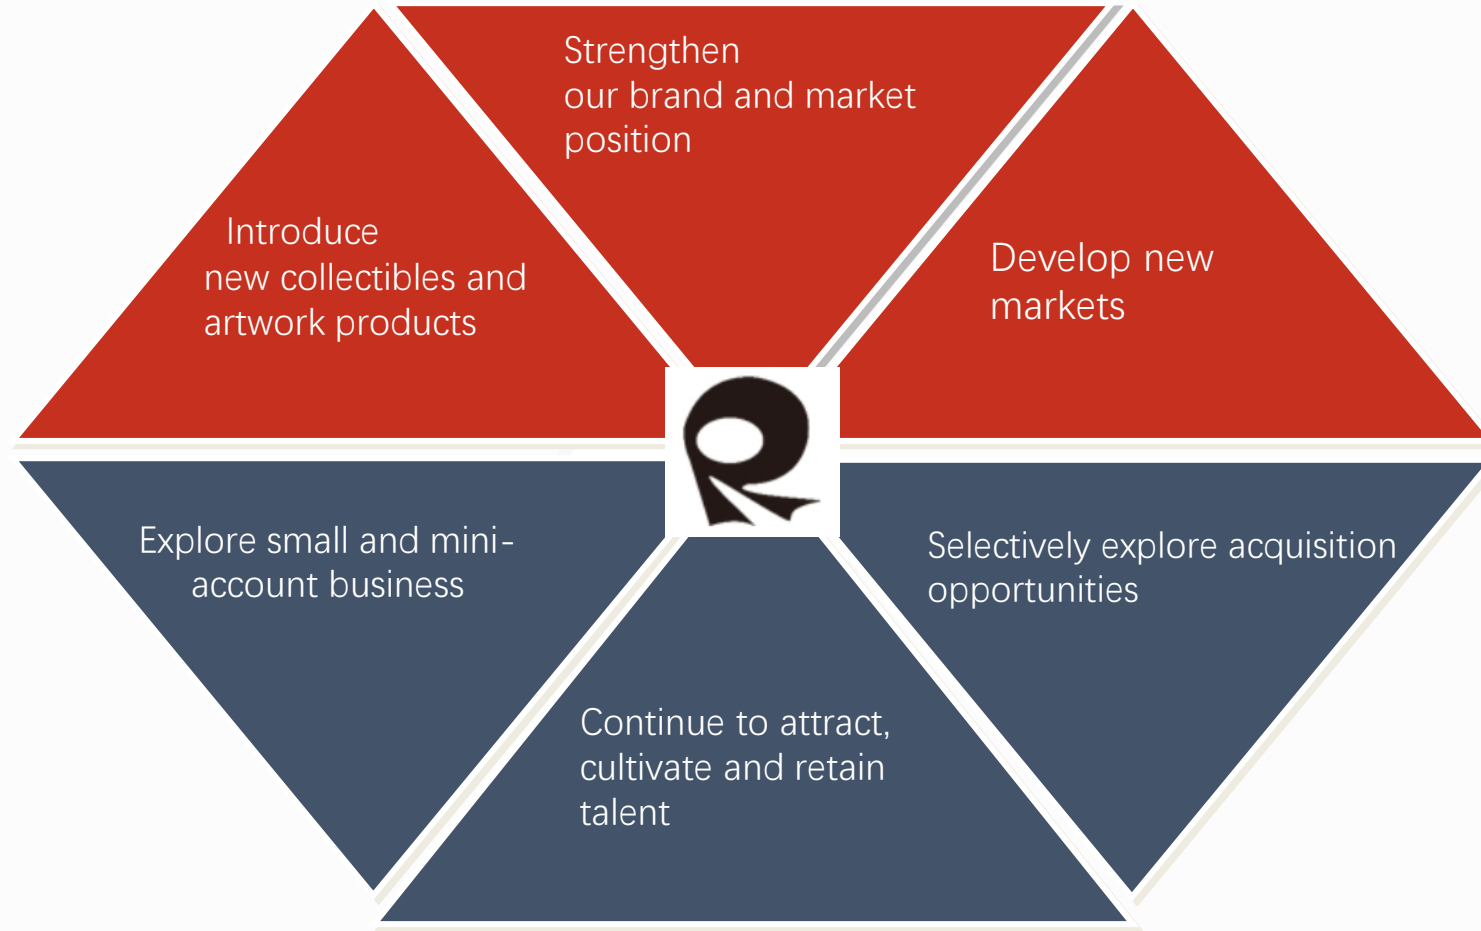 Strengthen
our brand and market
position
Introduce
new collectibles and
artwork products
Develop new
markets
Explore small and mini-
account business
Selectively explore acquisition
opportunities
Continue to attract,
cultivate and retain
talent